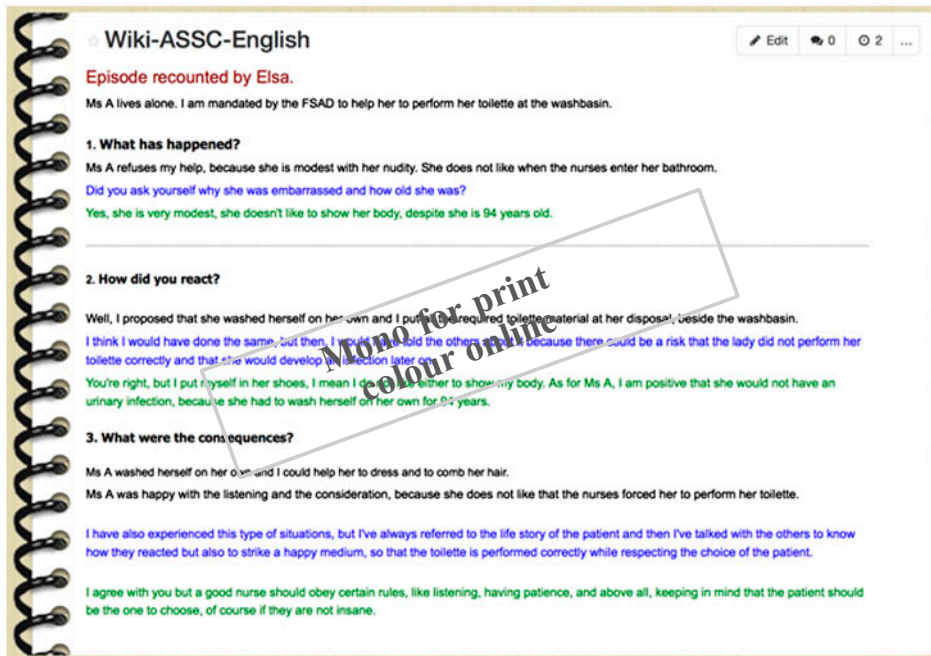 Wiki-ASSC-English
Edit 0 2 ...
Episode recounted by Elsa.
Ms A lives alone. I am mandated by the FSAD to help her to perform her toilette at the washbasin.
1. What has happened?
Ms A refuses my help, because she is modest with her nudity. She does not like when the nurses enter her bathroom.
Did you ask yourself why she was embarrassed and how old she was?
Yes, she is very modest, she doesn't like to show her body, despite she is 94 years old.
2. How did you react?
Well, I proposed that she washed herself on her own and I put all the required toilette material at her disposal, beside the washbasin.
I think I would have done the same, but then, I would have told the others about it because there could be a risk that the lady did not perform her
toilette correctly and that she would develop an infection later on.
You're right, but I put myself in her shoes, I mean I do not like either to show my body. As for Ms A, I am positive that she would not have an
urinary infection, because she had to wash herself on her own for 94 years.
Mono for print
colour online
3. What were the consequences?
Ms A washed herself on her own and I could help her to dress and to comb her hair.
Ms A was happy with the listening and the consideration, because she does not like that the nurses forced her to perform her toilette.
I have also experienced this type of situations, but I've always referred to the life story of the patient and then I've talked with the others to know
how they reacted but also to strike a happy medium, so that the toilette is performed correctly while respecting the choice of the patient.
I agree with you but a good nurse should obey certain rules, like listening, having patience, and above all, keeping in mind that the patient should
be the one to choose, of course if they are not insane.